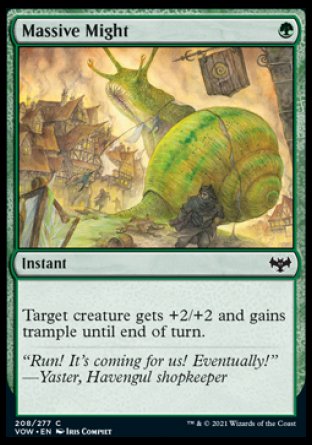 Massive Might
Instant
Target creature gets +2/+2 and gains
trample until end of turn.
“Run! It’s coming for us! Eventually!”
—Yaster, Havengul shopkeeper
208/277 C
VOW • EN Iris Compiet
™ & © 2021 Wizards of the Coast